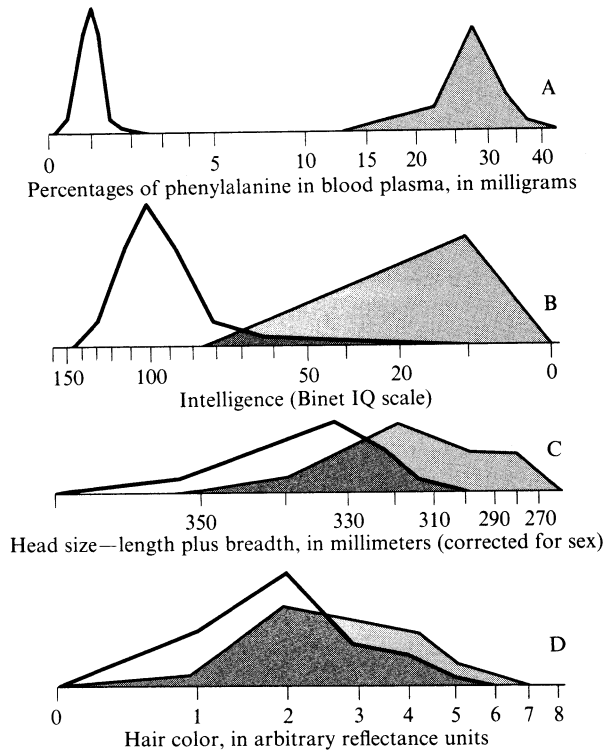 A
0 5 10 15 20 30 40
Percentages of phenylalanine in blood plasma, in milligrams
B
150 100 50 20 0
Intelligence (Binet IQ scale)
C
350 330 310 290 270
Head size—length plus breadth, in millimeters (corrected for sex)
D
0 1 2 3 4 5 6 7 8
Hair color, in arbitrary reflectance units